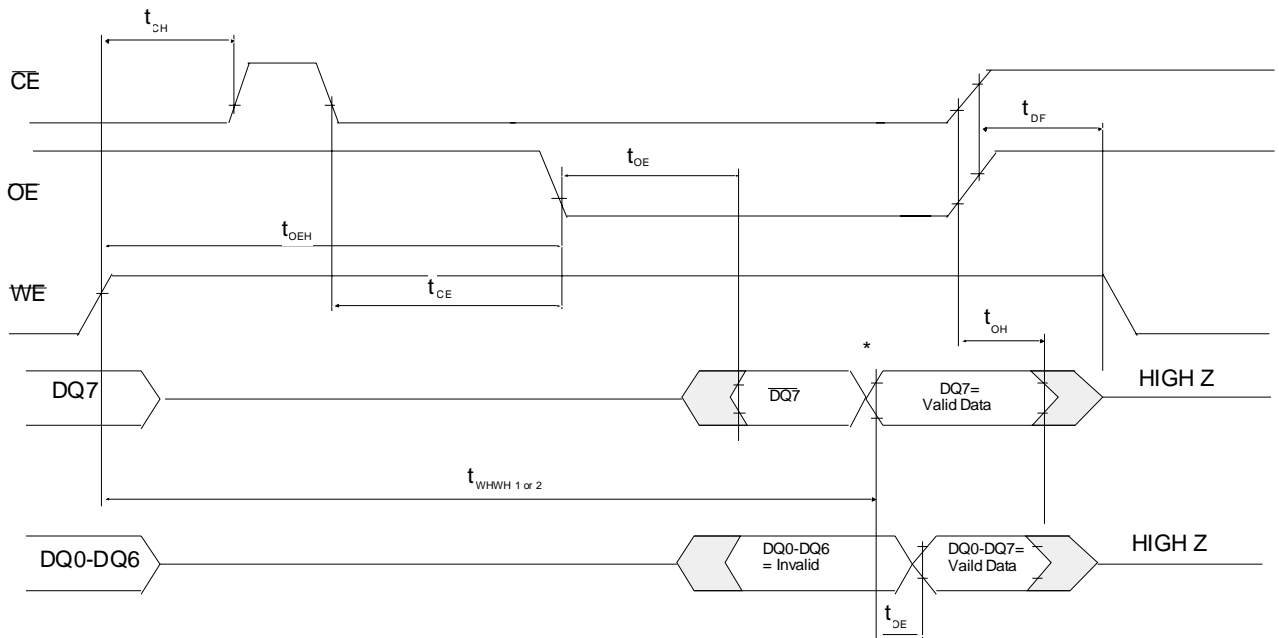 tCH
CE
tDF
tOE
OE
tOEH
WE
tCE
tOH
*
DQ7
DQ7
DQ7=
Valid Data
HIGH Z
tWHWH 1 or 2
DQ0-DQ6
DQ0-DQ6
= Invalid
DQ0-DQ7=
Vaild Data
HIGH Z
tOE